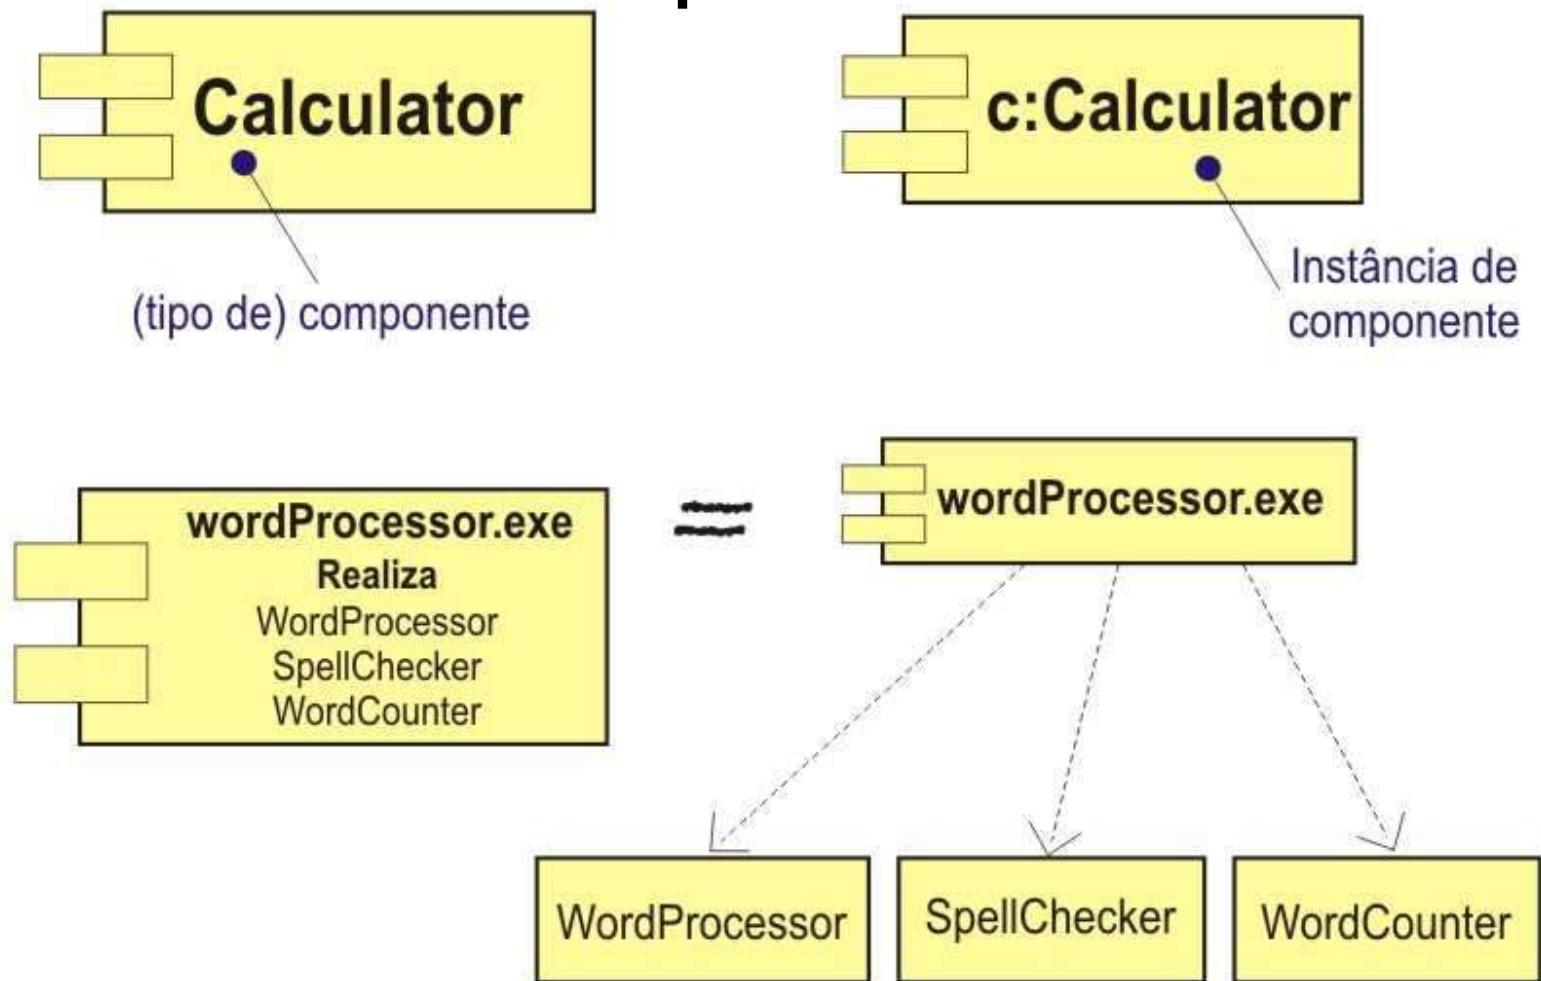 Calculator
c:Calculator
(tipo de) componente
Instância de
componente
wordProcessor.exe
Realiza
WordProcessor
SpellChecker
WordCounter
=
wordProcessor.exe
WordProcessor
SpellChecker
WordCounter